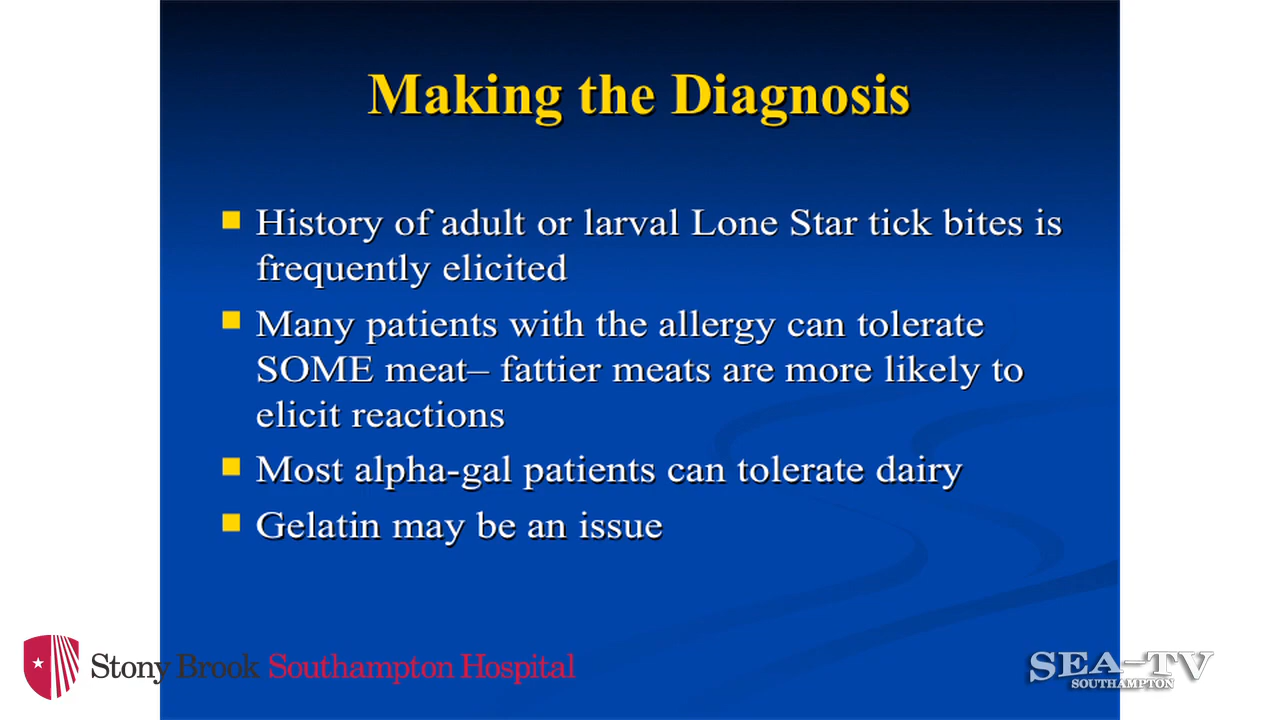 Making the Diagnosis
History of adult or larval Lone Star tick bites is
frequently elicited
Many patients with the allergy can tolerate
SOME meat– fattier meats are more likely to
elicit reactions
Most alpha-gal patients can tolerate dairy
Gelatin may be an issue
Stony Brook Southampton Hospital
SEA-TV
SOUTHAMPTON